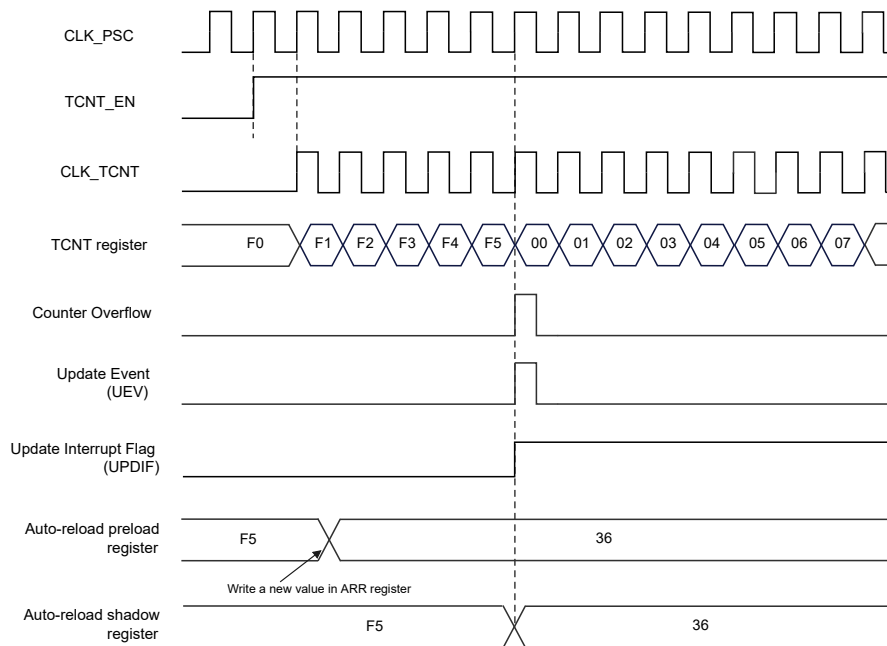 CLK_PSC
TCNT_EN
CLK_TCNT
TCNT register
F0 F1 F2 F3 F4 F5 00 01 02 03 04 05 06 07
Counter Overflow
Update Event
(UEV)
Update Interrupt Flag
(UPDIF)
Auto-reload preload
register
F5 36
Write a new value in ARR register
Auto-reload shadow
register
F5 36